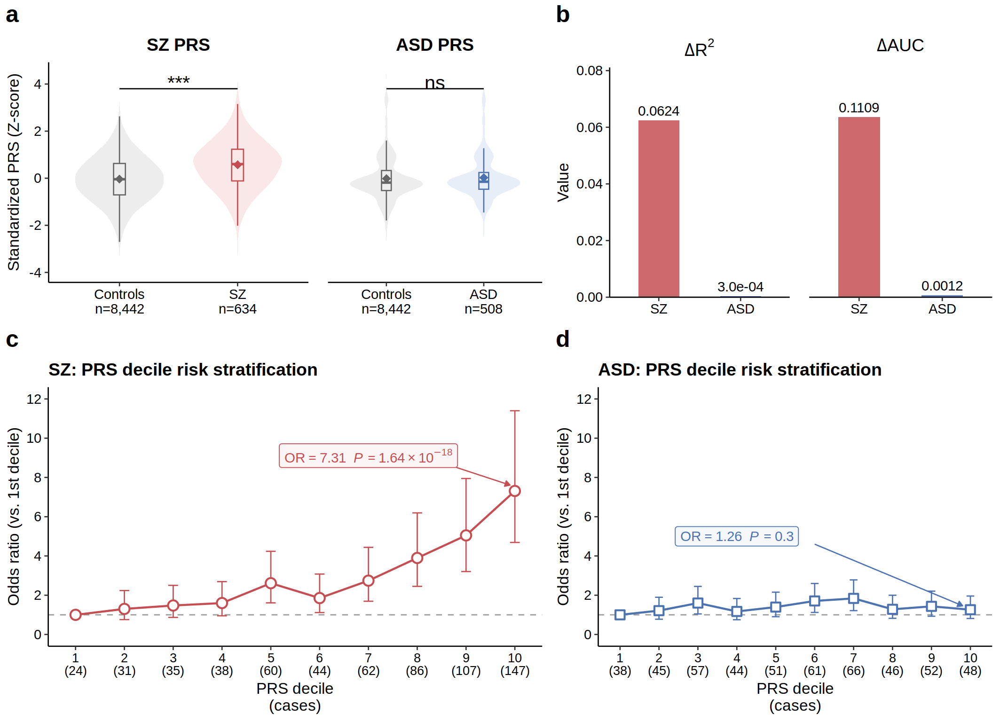 a
SZ PRS
ASD PRS
Standardized PRS (Z-score)
4
2
0
-2
-4
***
ns
Controls
n=8,442
SZ
n=634
Controls
n=8,442
ASD
n=508
b
ΔR²
ΔAUC
Value
0.08
0.06
0.04
0.02
0.00
0.0624
3.0e-04
0.1109
0.0012
SZ
ASD
SZ
ASD
c
SZ: PRS decile risk stratification
Odds ratio (vs. 1st decile)
12
10
8
6
4
2
0
OR = 7.31 P = 1.64 × 10⁻¹⁸
1 2 3 4 5 6 7 8 9 10
(24) (31) (35) (38) (60) (44) (62) (86) (107) (147)
PRS decile
(cases)
d
ASD: PRS decile risk stratification
Odds ratio (vs. 1st decile)
12
10
8
6
4
2
0
OR = 1.26 P = 0.3
1 2 3 4 5 6 7 8 9 10
(38) (45) (57) (44) (51) (61) (66) (46) (52) (48)
PRS decile
(cases)